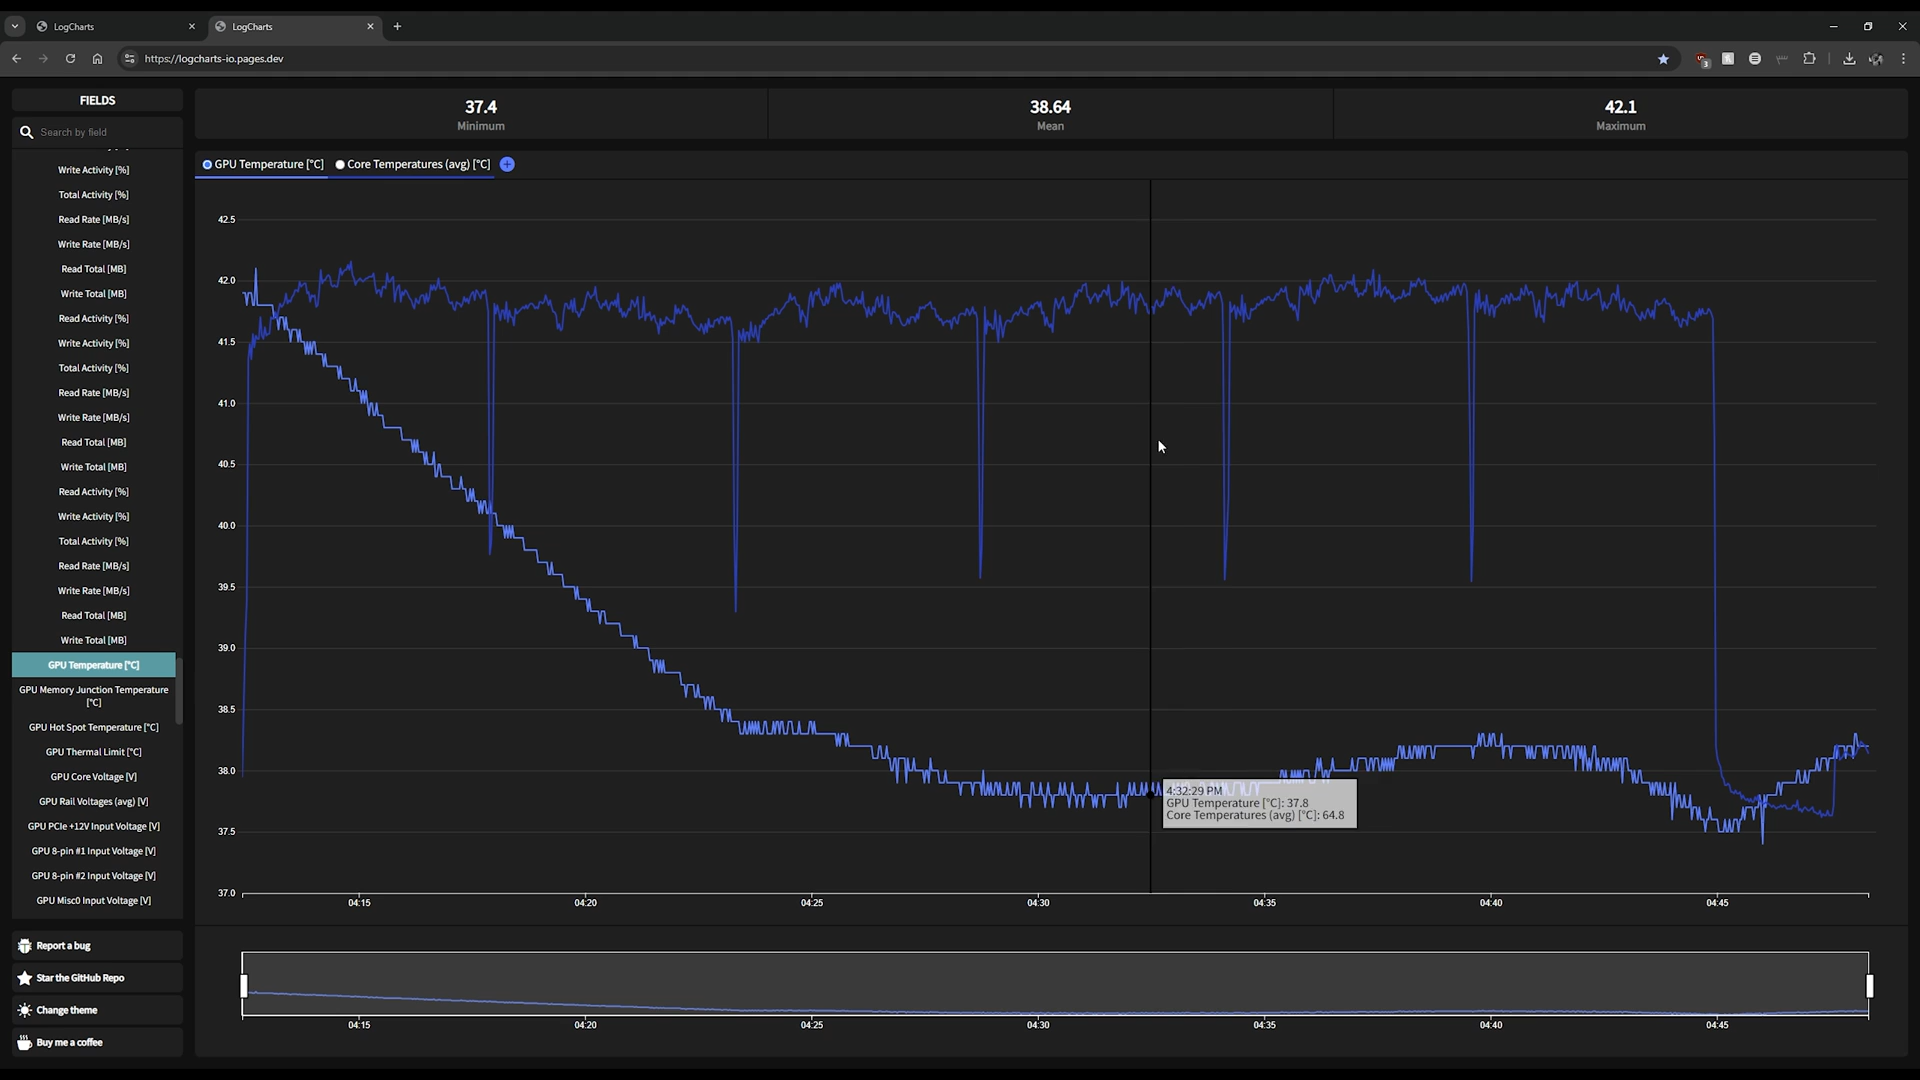 LogCharts
LogCharts
https://logcharts-io.pages.dev
3
FIELDS
Search by field
Write Activity [%]
Total Activity [%]
Read Rate [MB/s]
Write Rate [MB/s]
Read Total [MB]
Write Total [MB]
Read Activity [%]
Write Activity [%]
Total Activity [%]
Read Rate [MB/s]
Write Rate [MB/s]
Read Total [MB]
Write Total [MB]
Read Activity [%]
Write Activity [%]
Total Activity [%]
Read Rate [MB/s]
Write Rate [MB/s]
Read Total [MB]
Write Total [MB]
GPU Temperature [°C]
GPU Memory Junction Temperature
[°C]
GPU Hot Spot Temperature [°C]
GPU Thermal Limit [°C]
GPU Core Voltage [V]
GPU Rail Voltages (avg) [V]
GPU PCIe +12V Input Voltage [V]
GPU 8-pin #1 Input Voltage [V]
GPU 8-pin #2 Input Voltage [V]
GPU Misc0 Input Voltage [V]
Report a bug
Star the GitHub Repo
Change theme
Buy me a coffee
37.4
Minimum
38.64
Mean
42.1
Maximum
GPU Temperature [°C]
Core Temperatures (avg) [°C]
42.5
42.0
41.5
41.0
40.5
40.0
39.5
39.0
38.5
38.0
37.5
37.0
4:32:29 PM
GPU Temperature [°C]: 37.8
Core Temperatures (avg) [°C]: 64.8
04:15
04:20
04:25
04:30
04:35
04:40
04:45
04:15
04:20
04:25
04:30
04:35
04:40
04:45